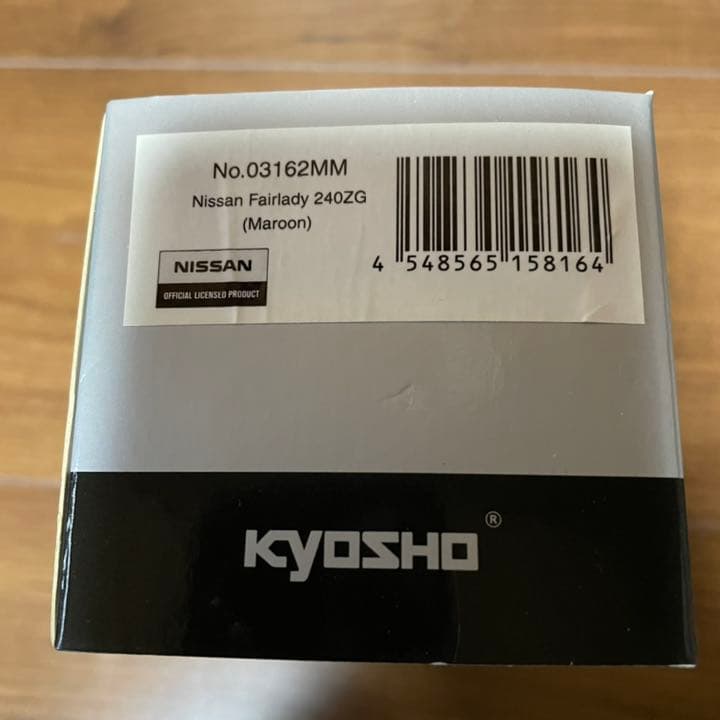 No.03162MM
Nissan Fairlady 240ZG
(Maroon)
NISSAN
OFFICIAL LICENSED PRODUCT
4 548565 158164
KYOSHO ®